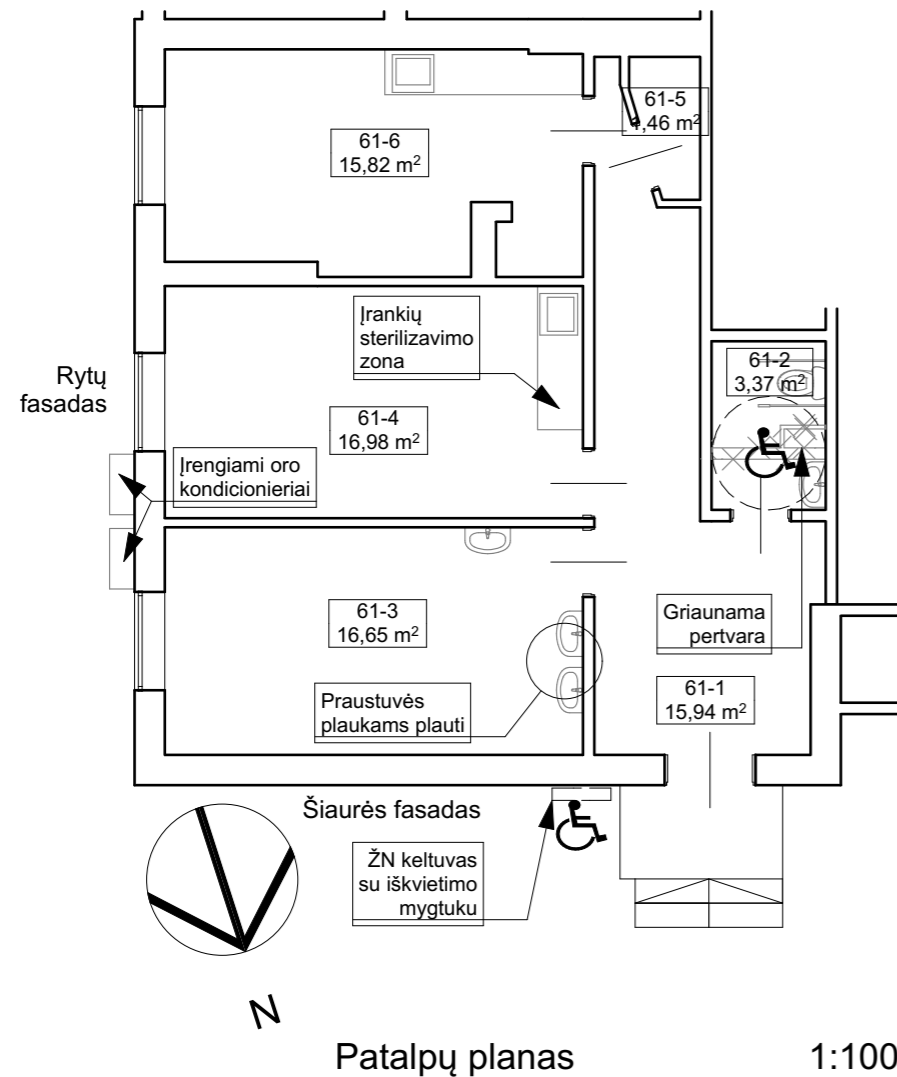 61-5
1,46 m²
61-6
15,82 m²
Įrankių
sterilizavimo
zona
61-2
3,37 m²
Rytų
fasadas
61-4
16,98 m²
Įrengiami oro
kondicionieriai
61-3
16,65 m²
Griaunama
pertvara
Praustuvės
plaukams plauti
61-1
15,94 m²
Šiaurės fasadas
ŽN keltuvas
su iškvietimo
mygtuku
N
Patalpų planas
1:100